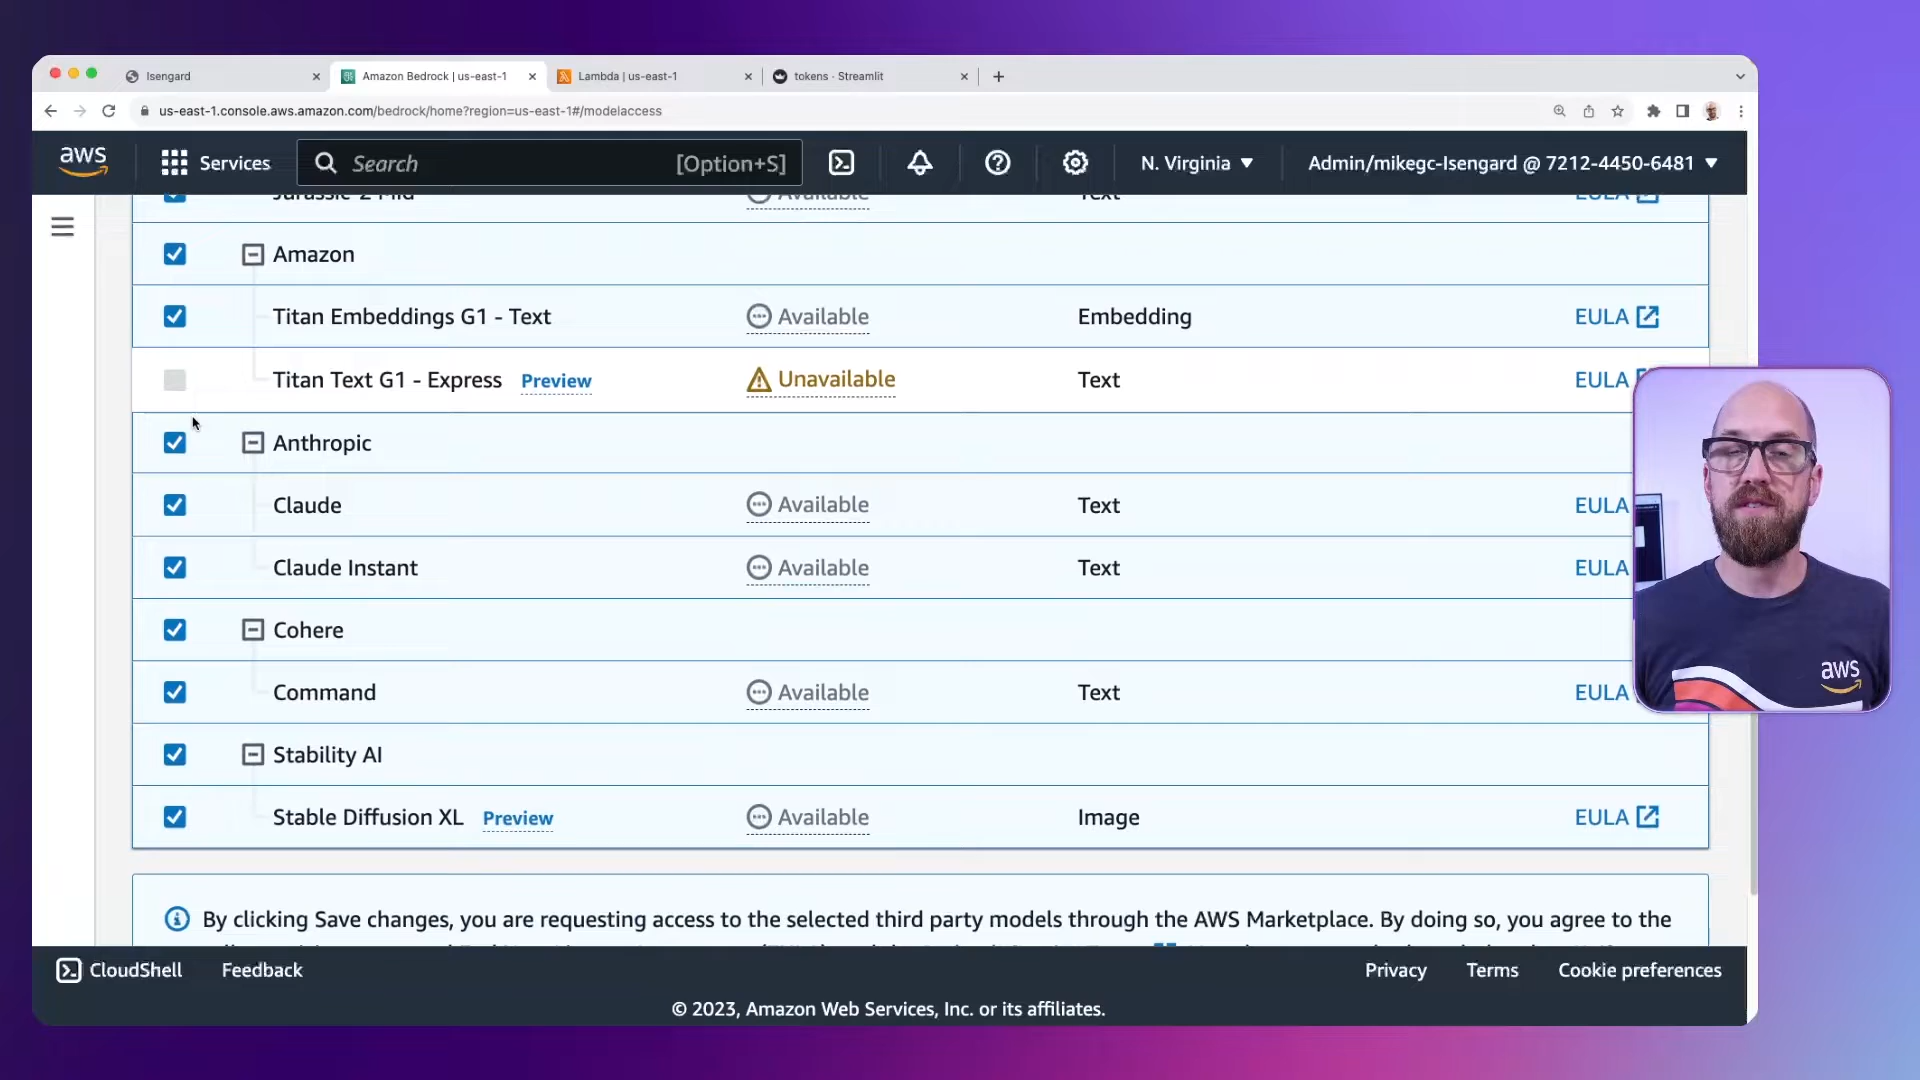 Isengard
Amazon Bedrock | us-east-1
Lambda | us-east-1
tokens · Streamlit
us-east-1.console.aws.amazon.com/bedrock/home?region=us-east-1#/modelaccess
aws Services Search [Option+S] N. Virginia Admin/mikegc-Isengard @ 7212-4450-6481
Jurassic-2 Mid Available Text EULA
Amazon
Titan Embeddings G1 - Text Available Embedding EULA
Titan Text G1 - Express Preview Unavailable Text EULA
Anthropic
Claude Available Text EULA
Claude Instant Available Text EULA
Cohere
Command Available Text EULA
Stability AI
Stable Diffusion XL Preview Available Image EULA
aws
By clicking Save changes, you are requesting access to the selected third party models through the AWS Marketplace. By doing so, you agree to the
CloudShell Feedback Privacy Terms Cookie preferences
© 2023, Amazon Web Services, Inc. or its affiliates.